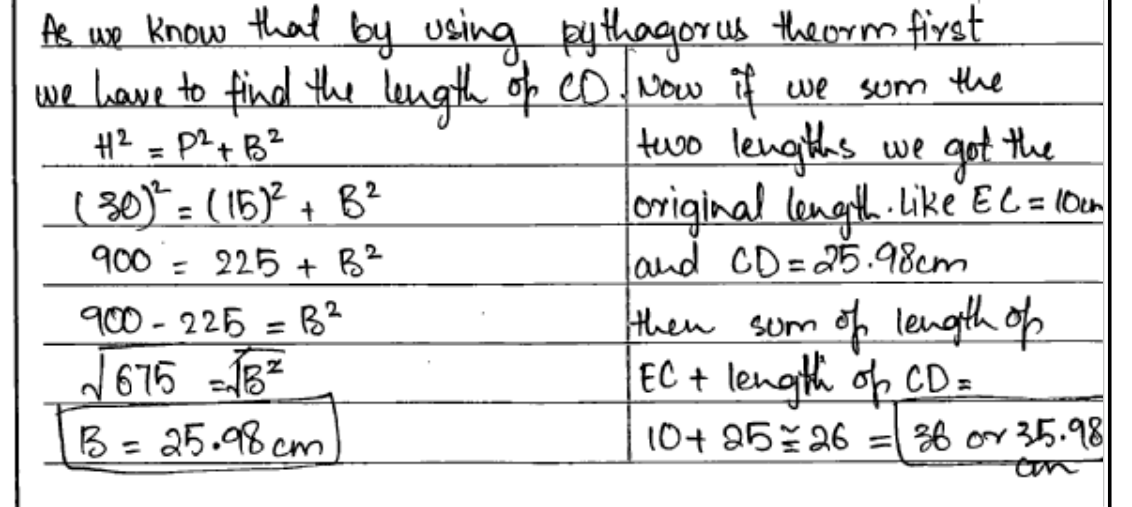 As we know that by using pythagorus theorm first
we have to find the length of CD.
H² = P² + B²
(30)² = (15)² + B²
900 = 225 + B²
900 - 225 = B²
√675 = √B²
B = 25.98 cm
Now if we sum the
two lengths we got the
original length. Like EC = 10cm
and CD = 25.98cm
then sum of length of
EC + length of CD =
10 + 25 ≅ 26 = 36 or 35.98
cm